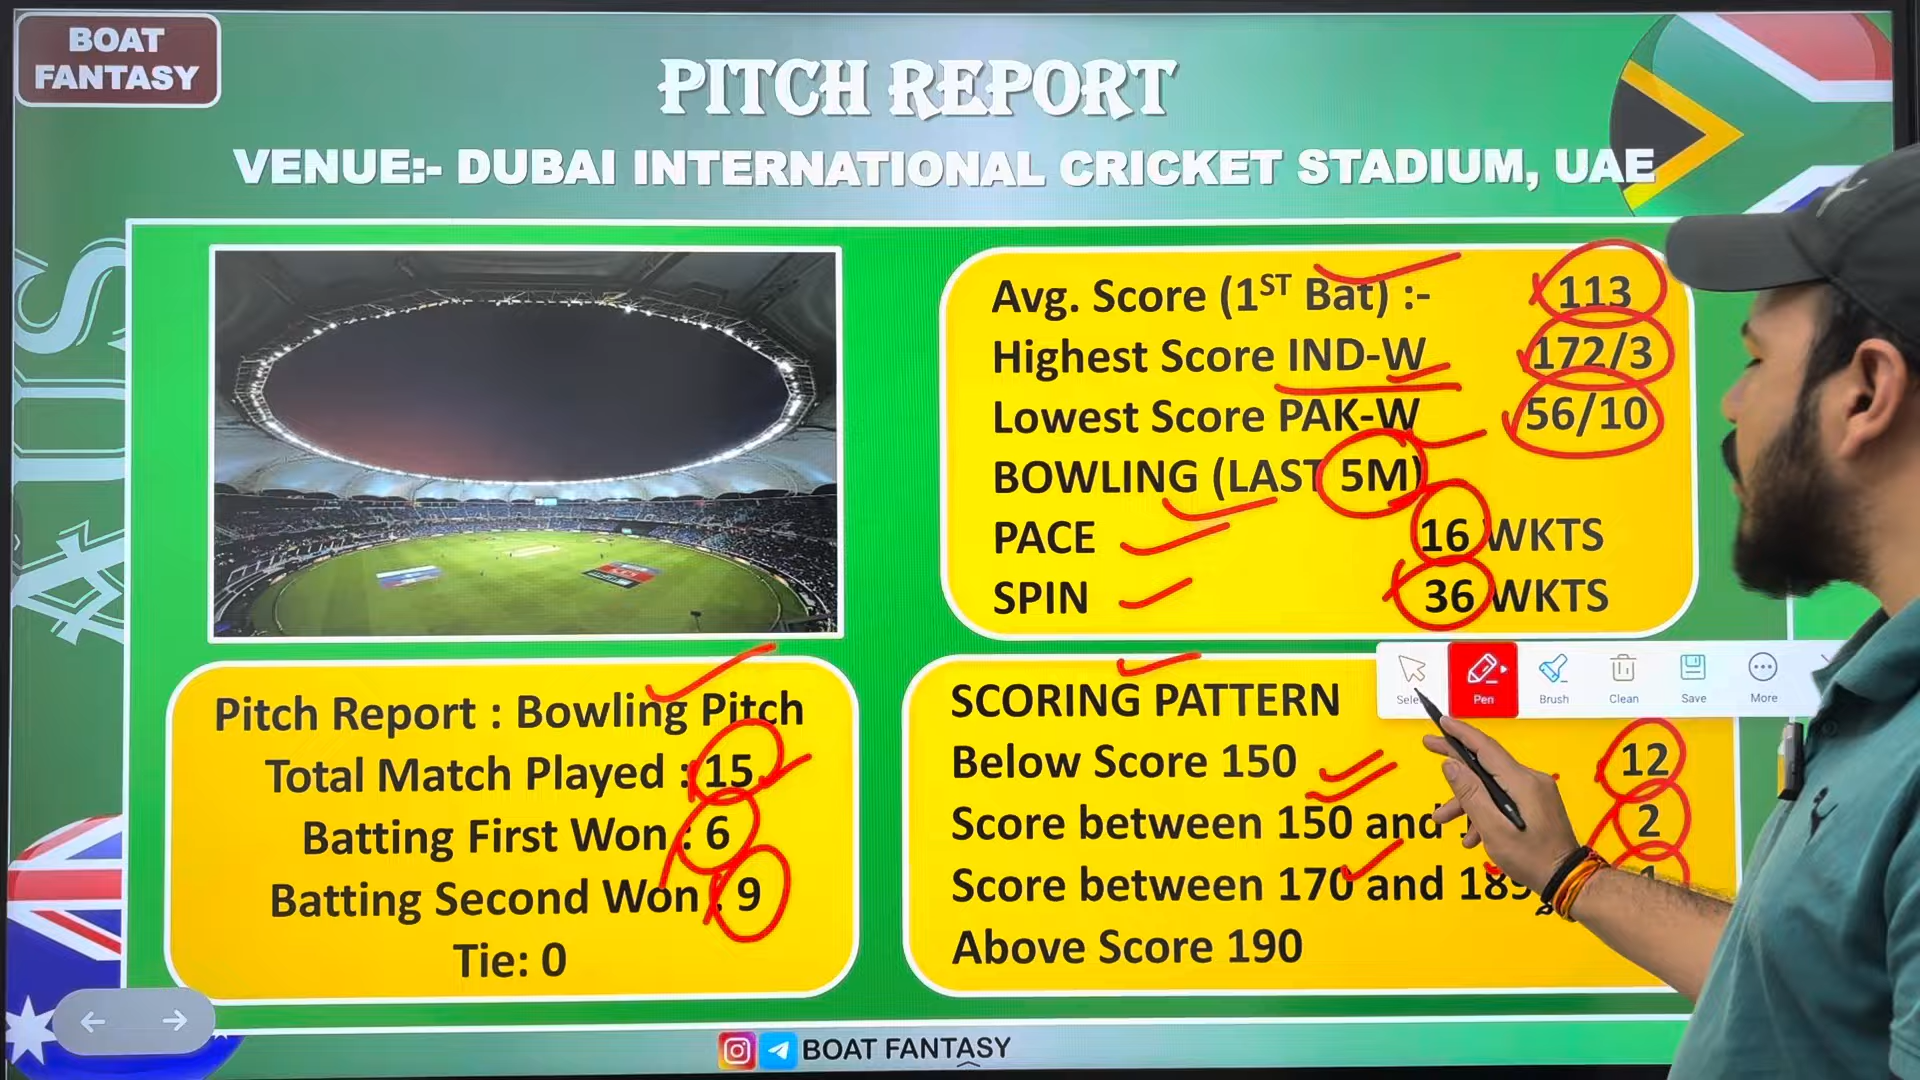 BOAT
FANTASY
PITCH REPORT
VENUE:- DUBAI INTERNATIONAL CRICKET STADIUM, UAE
AUS
Avg. Score (1ST Bat) :- 113
Highest Score IND-W 172/3
Lowest Score PAK-W 56/10
BOWLING (LAST 5M)
PACE 16 WKTS
SPIN 36 WKTS
Pitch Report : Bowling Pitch
Total Match Played : 15
Batting First Won : 6
Batting Second Won : 9
Tie: 0
SCORING PATTERN
Below Score 150 12
Score between 150 and 2
Score between 170 and 189 1
Above Score 190
Select Pen Brush Clean Save More
BOAT FANTASY